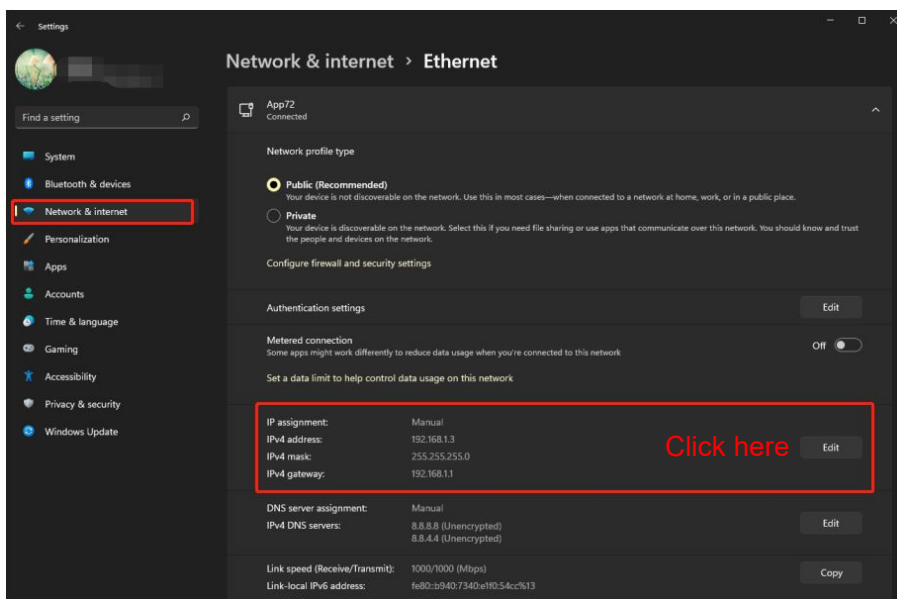 Settings
Network & internet > Ethernet
Find a setting
System
Bluetooth & devices
Network & internet
Personalization
Apps
Accounts
Time & language
Gaming
Accessibility
Privacy & security
Windows Update
App72
Connected
Network profile type
Public (Recommended)
Your device is not discoverable on the network. Use this in most cases—when connected to a network at home, work, or in a public place.
Private
Your device is discoverable on the network. Select this if you need file sharing or use apps that communicate over this network. You should know and trust
the people and devices on the network.
Configure firewall and security settings
Authentication settings Edit
Metered connection
Some apps might work differently to reduce data usage when you're connected to this network
Off
Set a data limit to help control data usage on this network
IP assignment: Manual
IPv4 address: 192.168.1.3
IPv4 mask: 255.255.255.0
IPv4 gateway: 192.168.1.1
Click here Edit
DNS server assignment: Manual
IPv4 DNS servers: 8.8.8.8 (Unencrypted)
8.8.4.4 (Unencrypted)
Edit
Link speed (Receive/Transmit): 1000/1000 (Mbps)
Link-local IPv6 address: fe80::b940:7340:e1f0:54cc%13
Copy